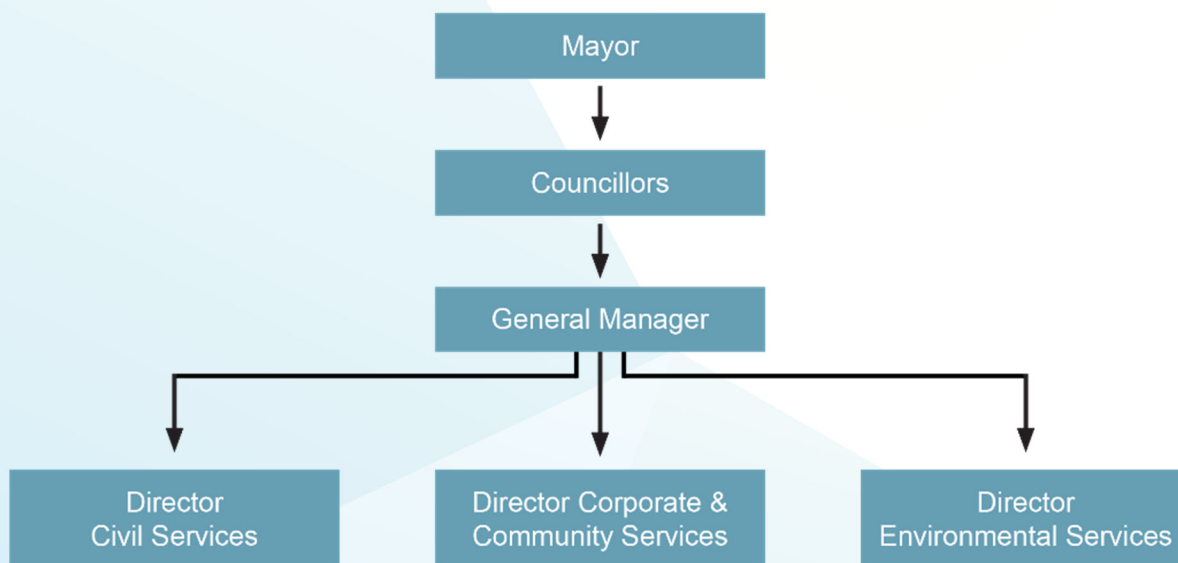 Mayor
Councillors
General Manager
Director
Civil Services
Director Corporate &
Community Services
Director
Environmental Services